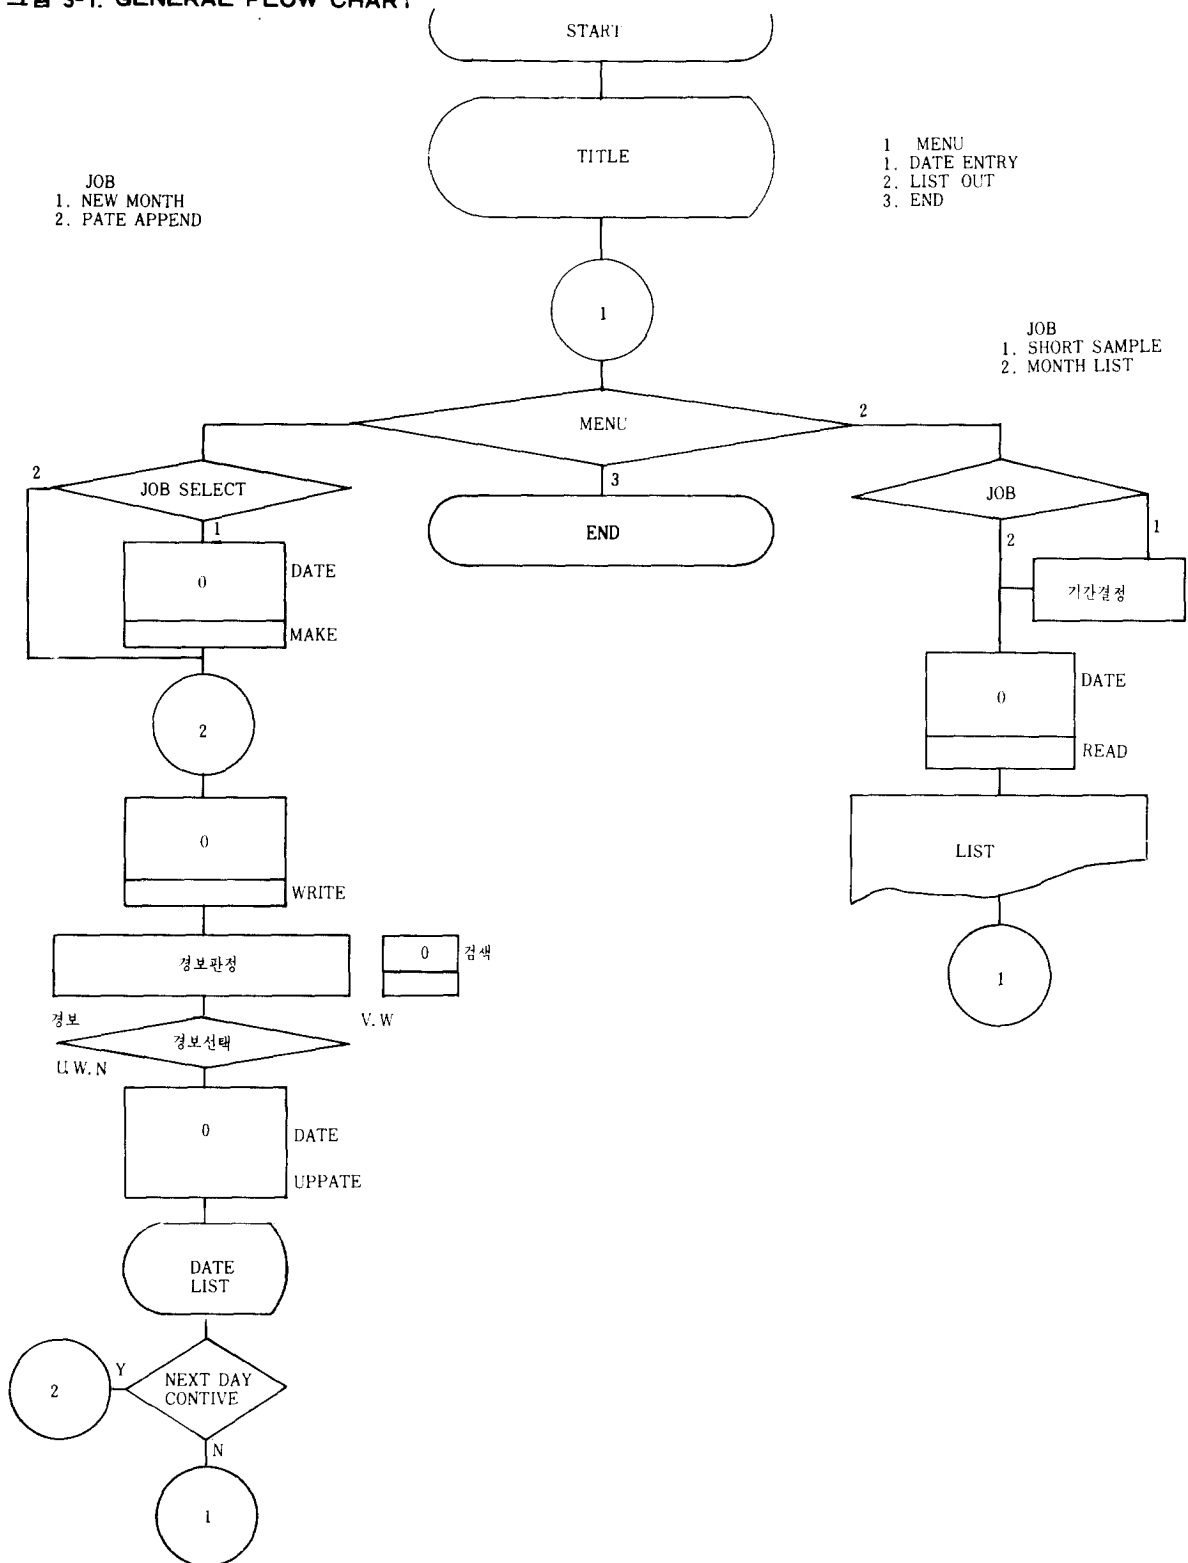 그림 3-1. GENERAL FLOW CHART
START
TITLE
1 MENU
1. DATE ENTRY
2. LIST OUT
3. END
JOB
1. NEW MONTH
2. PATE APPEND
1
JOB
1. SHORT SAMPLE
2. MONTH LIST
MENU
2
3
2
JOB SELECT
1
END
JOB
2
1
0
DATE
MAKE
기간결정
0
DATE
READ
2
0
WRITE
LIST
경보판정
0
검색
1
경보
V.W
경보선택
U.W.N
0
DATE
UPPATE
DATE
LIST
2
Y
NEXT DAY
CONTIVE
N
1